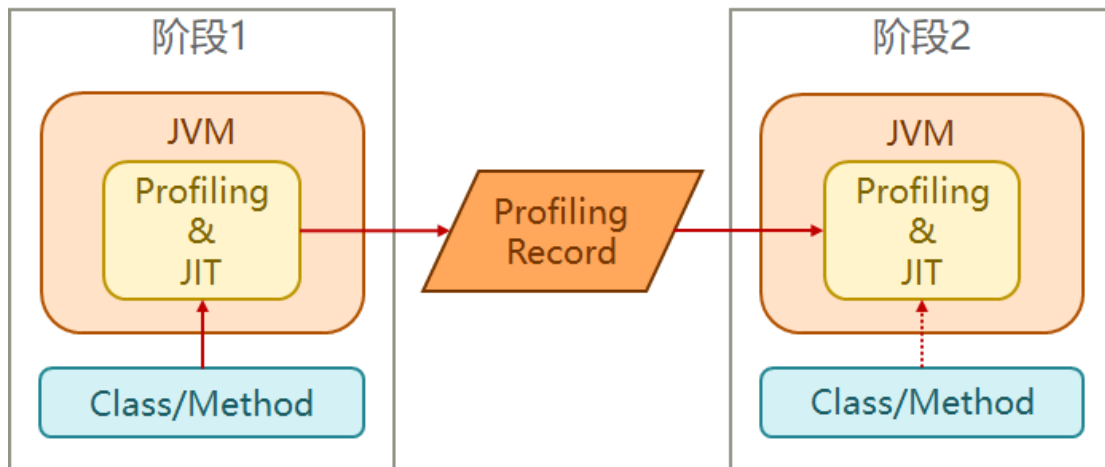 阶段1
JVM
Profiling
&
JIT
Class/Method
Profiling
Record
阶段2
JVM
Profiling
&
JIT
Class/Method